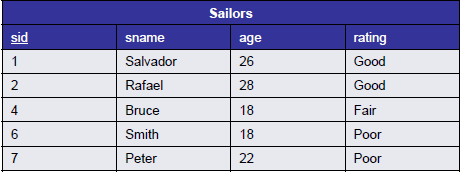 Sailors
sid sname age rating
1 Salvador 26 Good
2 Rafael 28 Good
4 Bruce 18 Fair
6 Smith 18 Poor
7 Peter 22 Poor